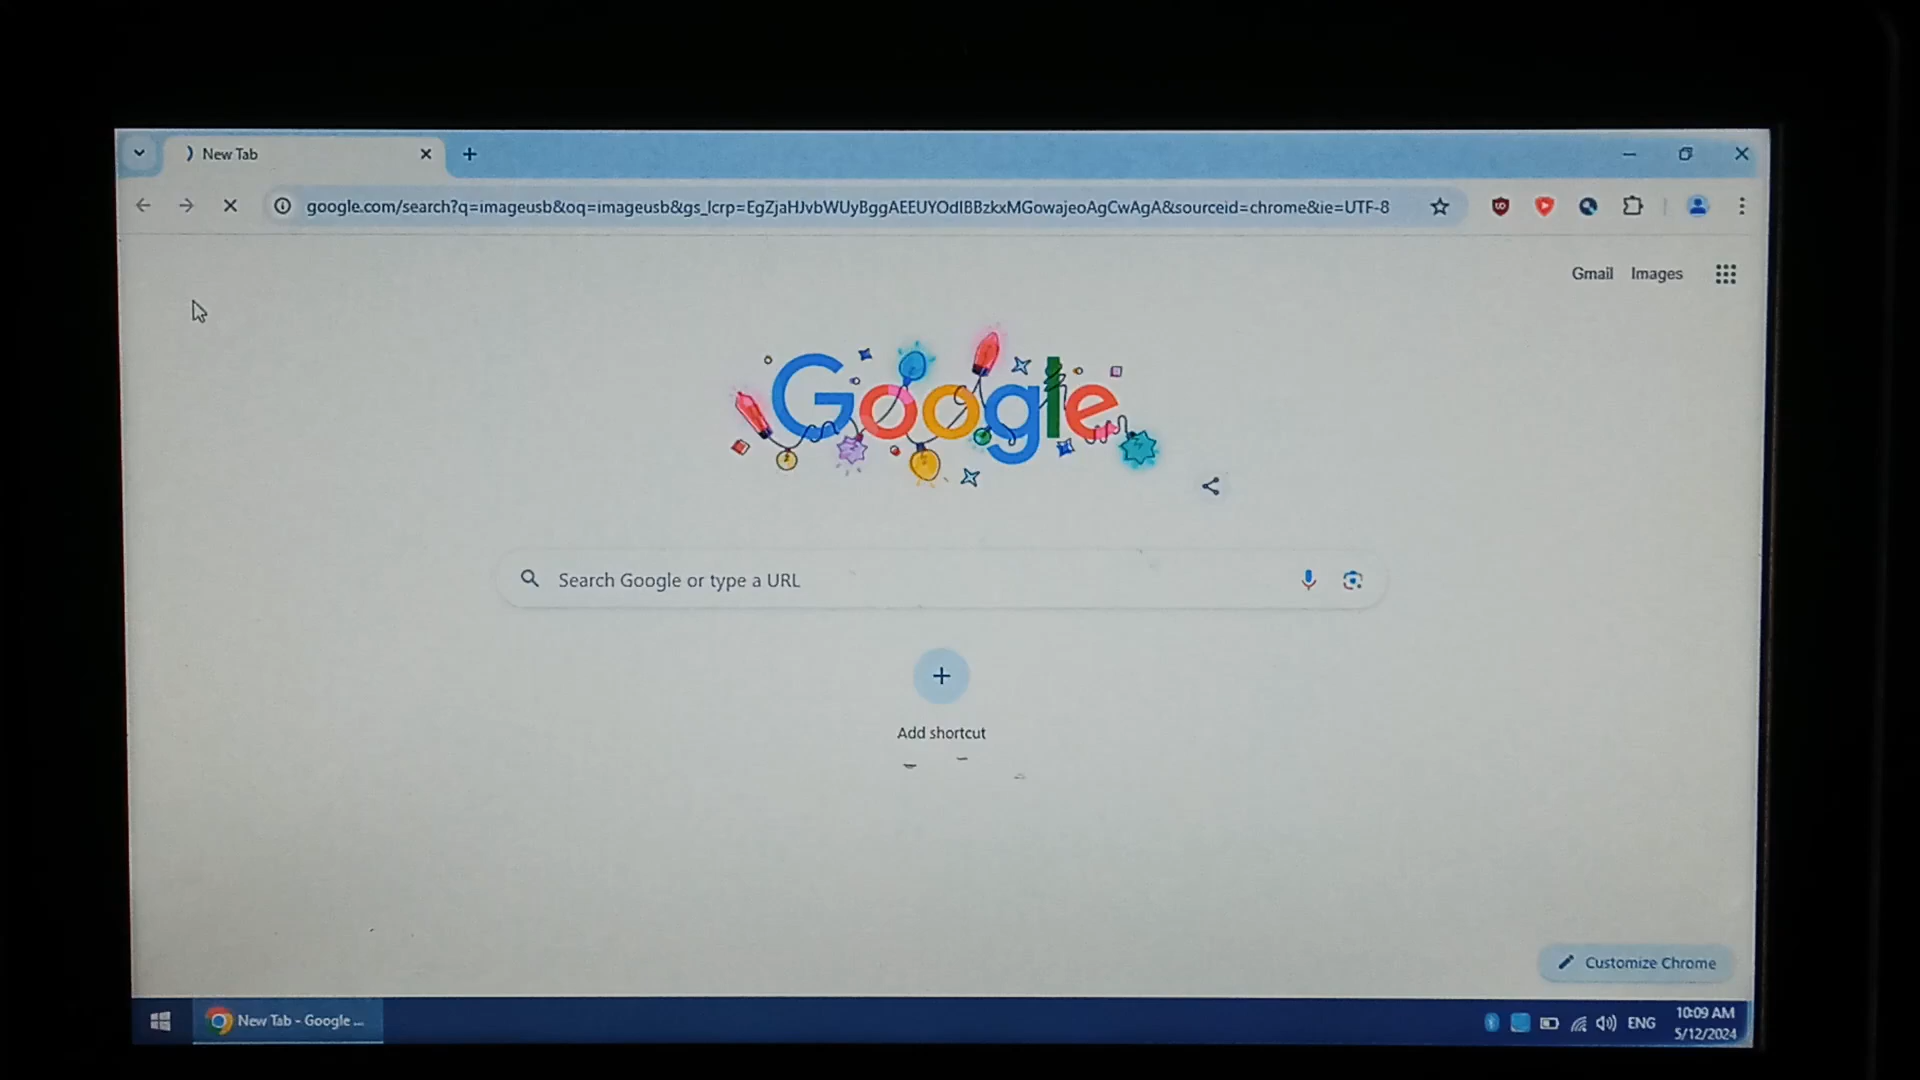 New Tab
google.com/search?q=imageusb&oq=imageusb&gs_lcrp=EgZjaHJvbWUyBggAEEUYOdIBBzkxMGowajeoAgCwAgA&sourceid=chrome&ie=UTF-8
Gmail Images
Google
Search Google or type a URL
Add shortcut
Customize Chrome
New Tab - Google ...
ENG
10:09 AM
5/12/2024